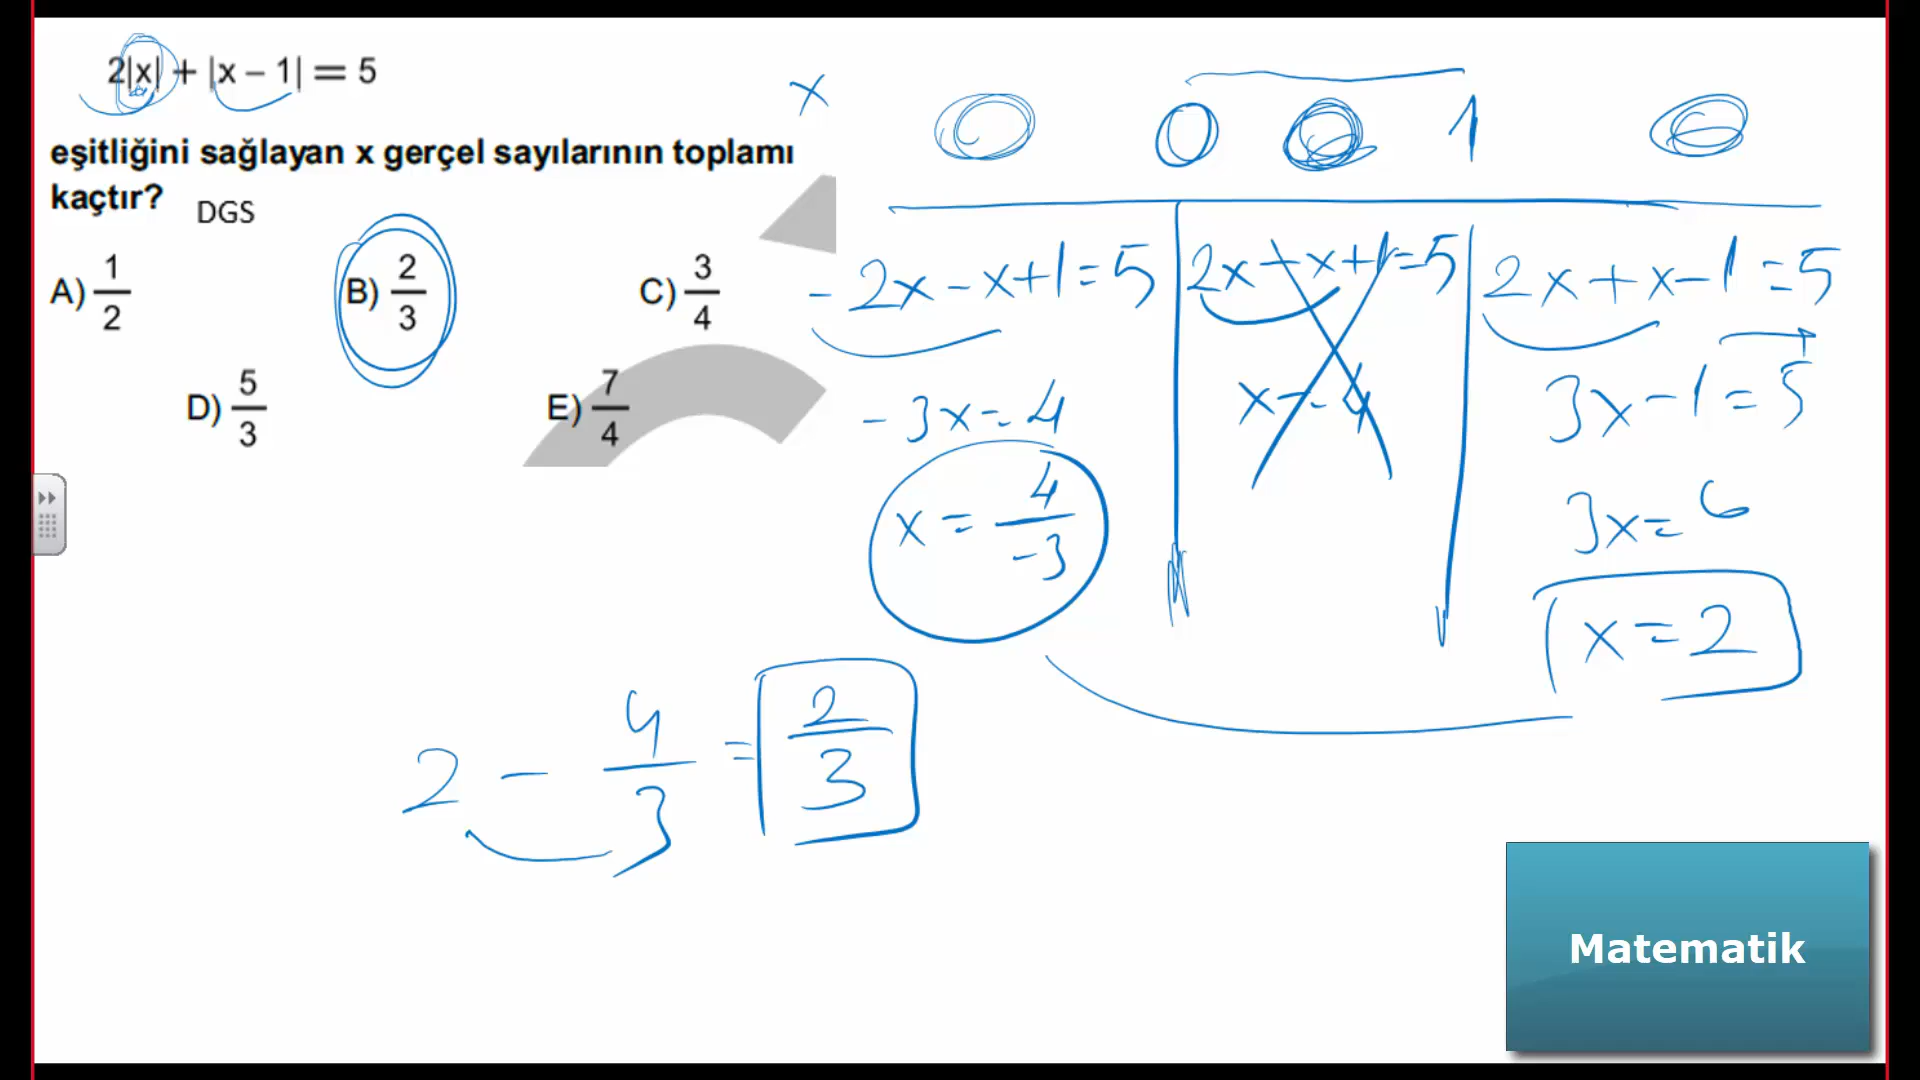 2|x| + |x – 1| = 5
eşitliğini sağlayan x gerçel sayılarının toplamı
kaçtır?
DGS
A) 1/2
B) 2/3
C) 3/4
D) 5/3
E) 7/4
x
0 1
-2x-x+1=5
-3x=4
x = 4/-3
2x-x+1=5
x=4
2x+x-1=5
3x-1=5
3x=6
x=2
2 - 4/3 = 2/3
Matematik